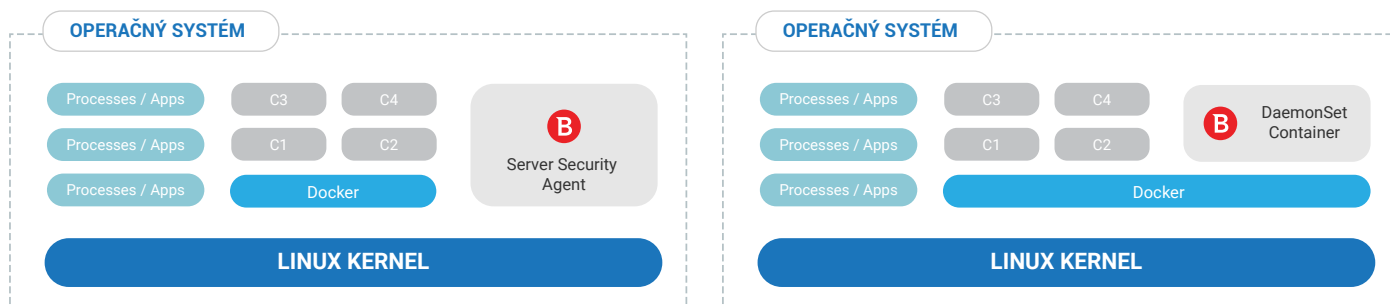 OPERAČNÝ SYSTÉM
Processes / Apps
C3
C4
Processes / Apps
C1
C2
B
Server Security
Agent
Processes / Apps
Docker
LINUX KERNEL
OPERAČNÝ SYSTÉM
Processes / Apps
C3
C4
B
DaemonSet
Container
Processes / Apps
C1
C2
Processes / Apps
Docker
LINUX KERNEL